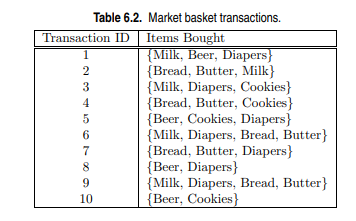 Table 6.2. Market basket transactions.
Transaction ID Items Bought
1 {Milk, Beer, Diapers}
2 {Bread, Butter, Milk}
3 {Milk, Diapers, Cookies}
4 {Bread, Butter, Cookies}
5 {Beer, Cookies, Diapers}
6 {Milk, Diapers, Bread, Butter}
7 {Bread, Butter, Diapers}
8 {Beer, Diapers}
9 {Milk, Diapers, Bread, Butter}
10 {Beer, Cookies}